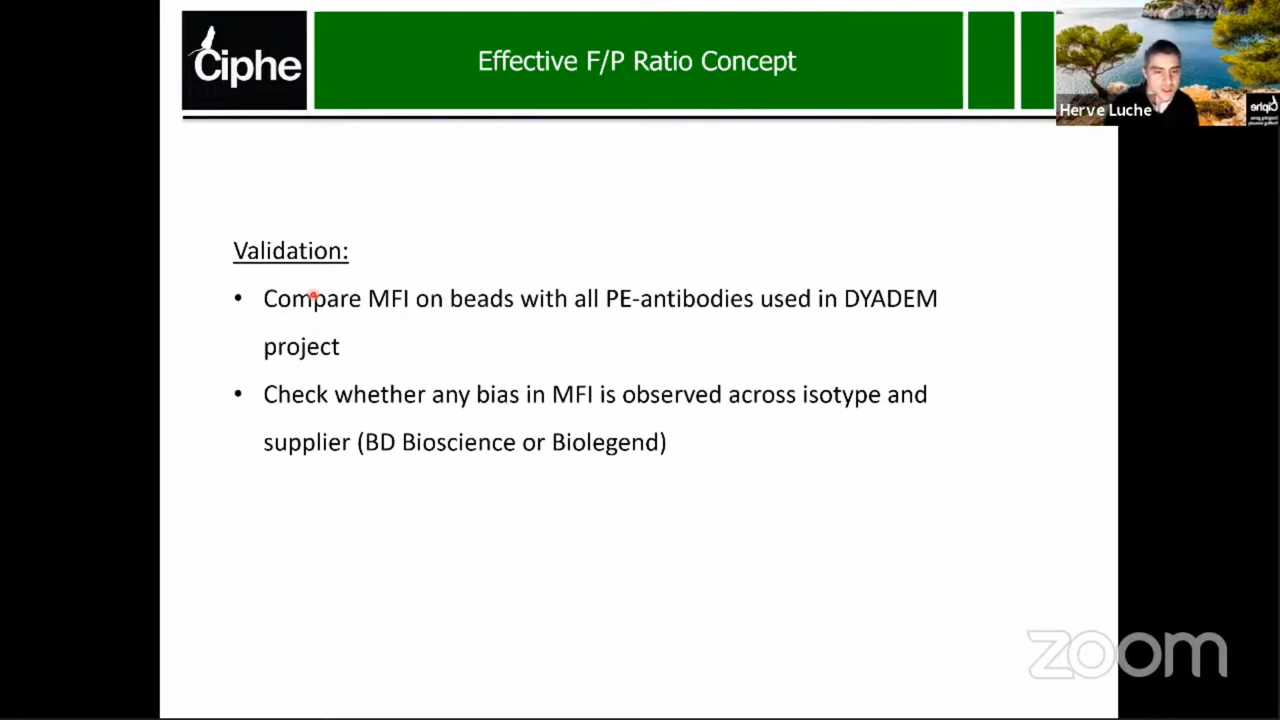 Ciphe
Effective F/P Ratio Concept
Herve Luche
Validation:
• Compare MFI on beads with all PE-antibodies used in DYADEM
project
• Check whether any bias in MFI is observed across isotype and
supplier (BD Bioscience or Biolegend)
zoom